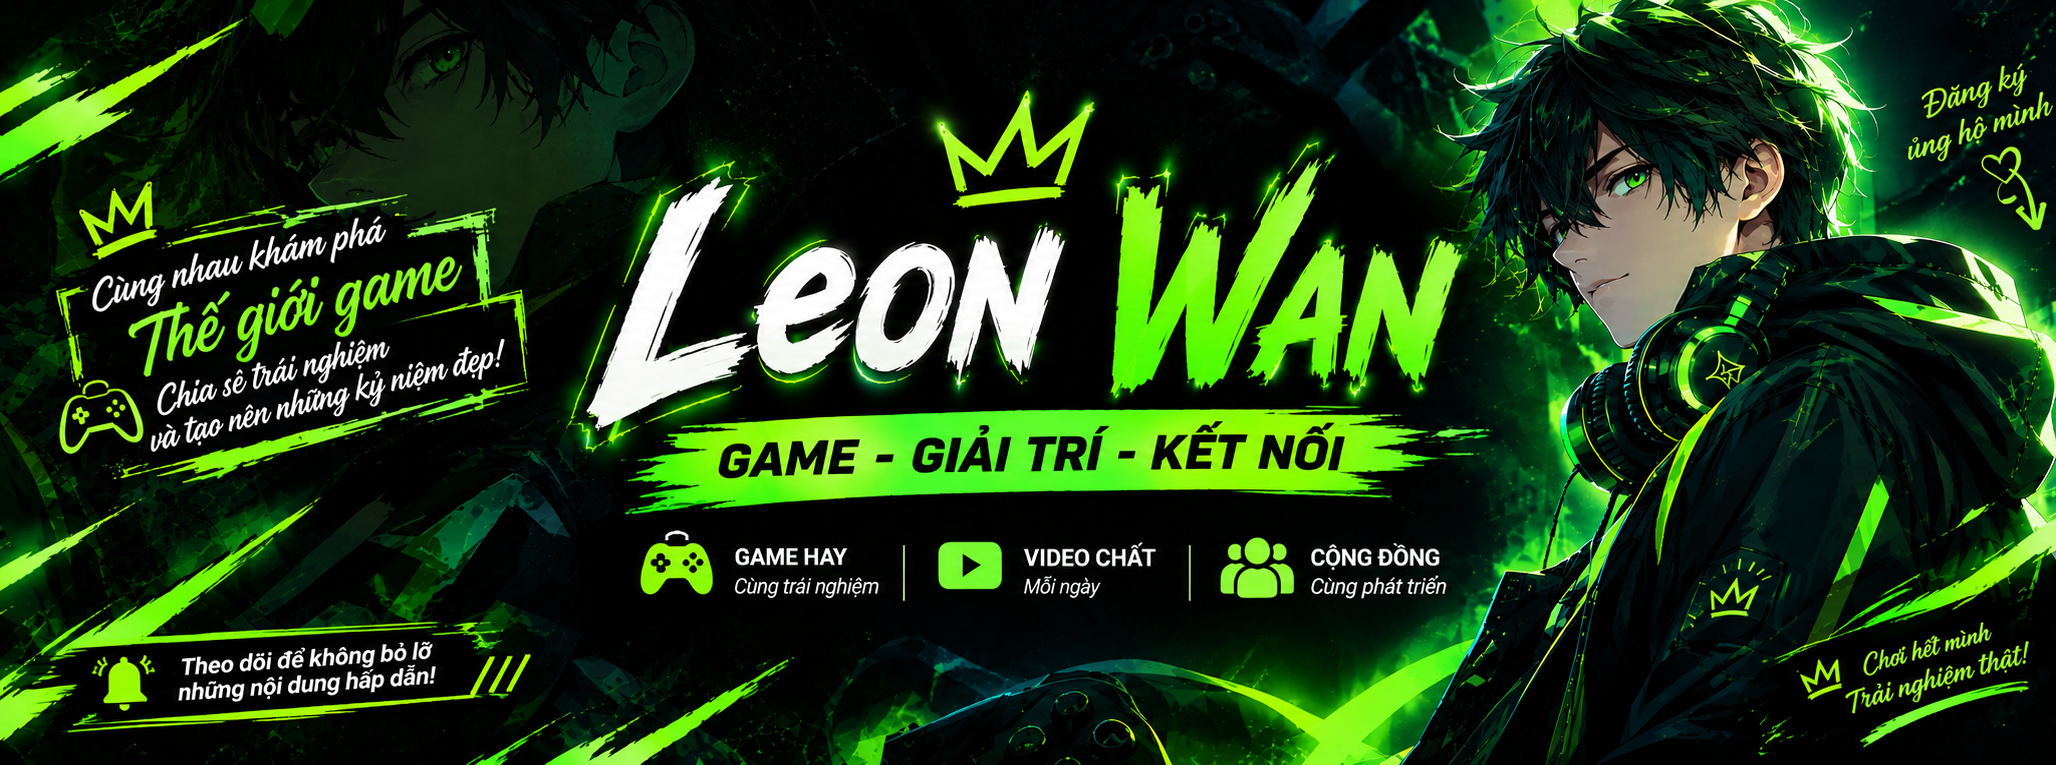 Cùng nhau khám phá
Thế giới game
Chia sẻ trải nghiệm
và tạo nên những kỷ niệm đẹp!
Theo dõi để không bỏ lỡ
những nội dung hấp dẫn!
LeON WAN
GAME - GIẢI TRÍ - KẾT NỐI
GAME HAY
Cùng trải nghiệm
VIDEO CHẤT
Mỗi ngày
CỘNG ĐỒNG
Cùng phát triển
Đăng ký
ủng hộ mình
Chơi hết mình
Trải nghiệm thật!